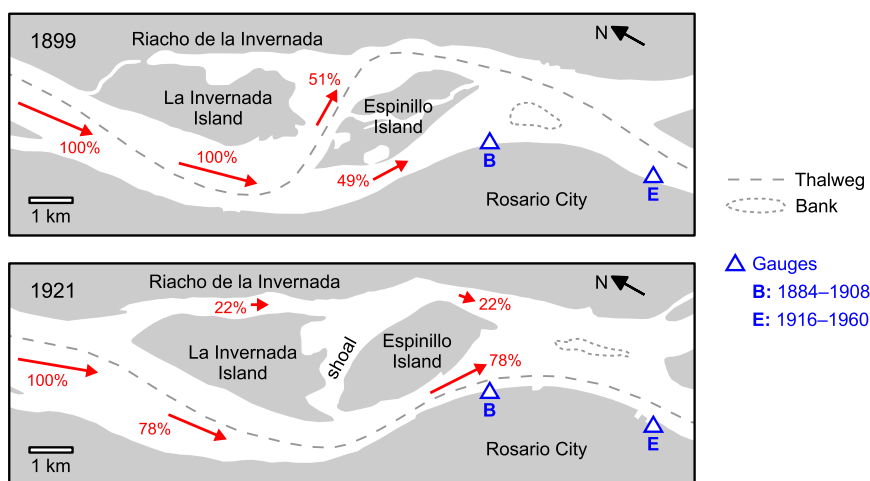 1899
Riacho de la Invernada
N
51%
La Invernada
Island
Espinillo
Island
100%
100%
49%
B
E
1 km
Rosario City
Thalweg
Bank
Gauges
B: 1884–1908
E: 1916–1960
1921
Riacho de la Invernada
N
22%
22%
La Invernada
Island
shoal
Espinillo
Island
100%
78%
78%
B
E
1 km
Rosario City